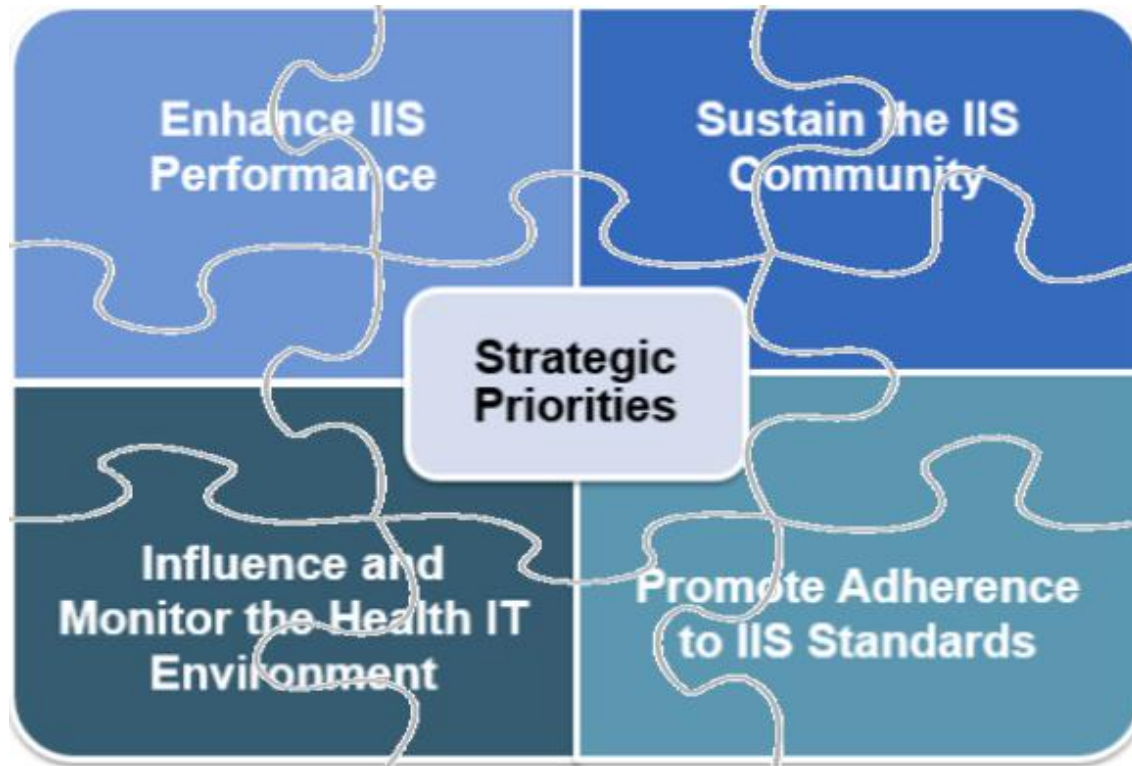 Enhance IIS
Performance
Sustain the IIS
Community
Strategic
Priorities
Influence and
Monitor the Health IT
Environment
Promote Adherence
to IIS Standards